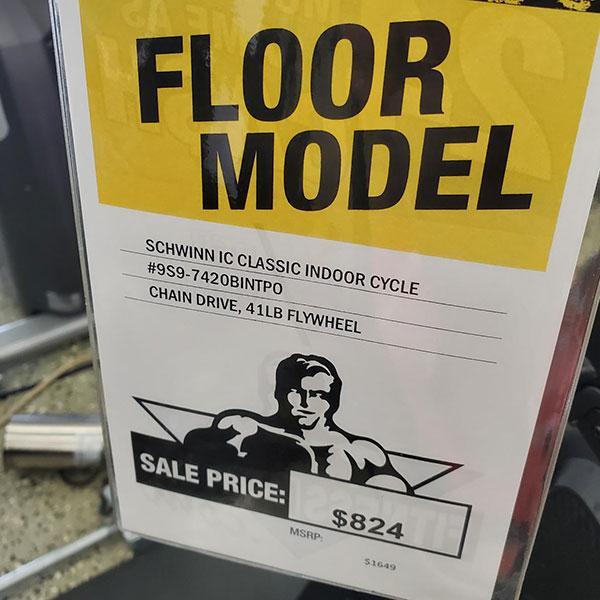 FLOOR
MODEL
SCHWINN IC CLASSIC INDOOR CYCLE
#9S9-7420BINTPO
CHAIN DRIVE, 41LB FLYWHEEL
SALE PRICE:
$824
MSRP:
$1649